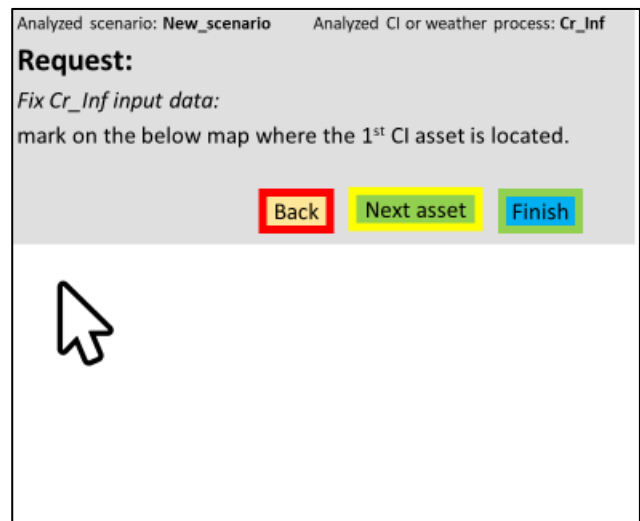 Analyzed scenario: New_scenario Analyzed CI or weather process: Cr_Inf
Request:
Fix Cr_Inf input data:
mark on the below map where the 1st CI asset is located.
Back Next asset Finish